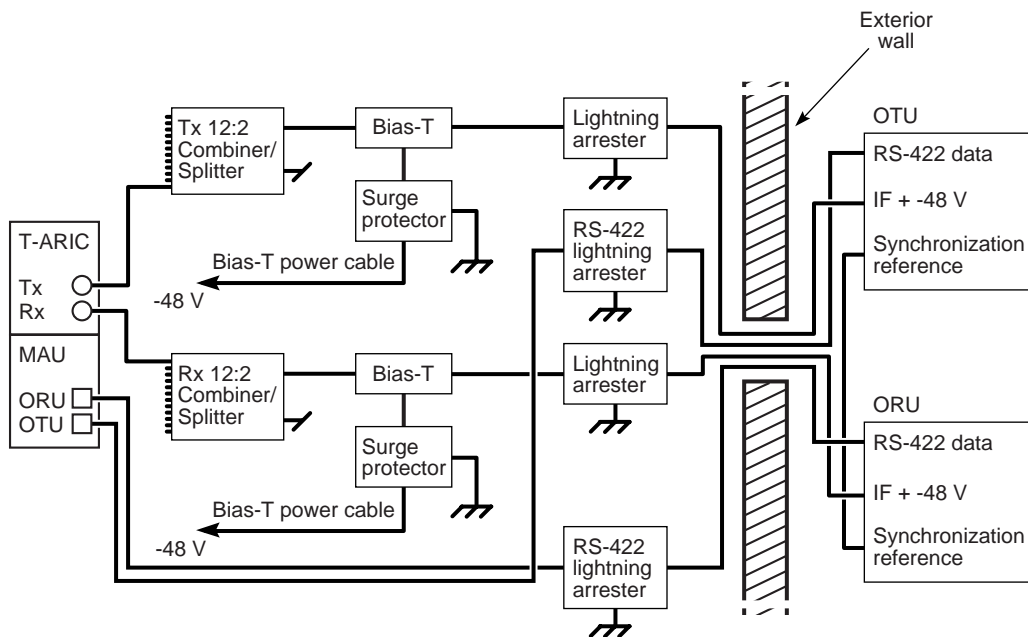 Exterior
wall
OTU
Tx 12:2
Combiner/
Splitter
Bias-T
Lightning
arrester
RS-422 data
IF + -48 V
Synchronization
reference
Surge
protector
RS-422
lightning
arrester
T-ARIC
Tx
Rx
Bias-T power cable
-48 V
MAU
ORU
OTU
Rx 12:2
Combiner/
Splitter
Bias-T
Lightning
arrester
ORU
RS-422 data
IF + -48 V
Synchronization
reference
Surge
protector
Bias-T power cable
-48 V
RS-422
lightning
arrester